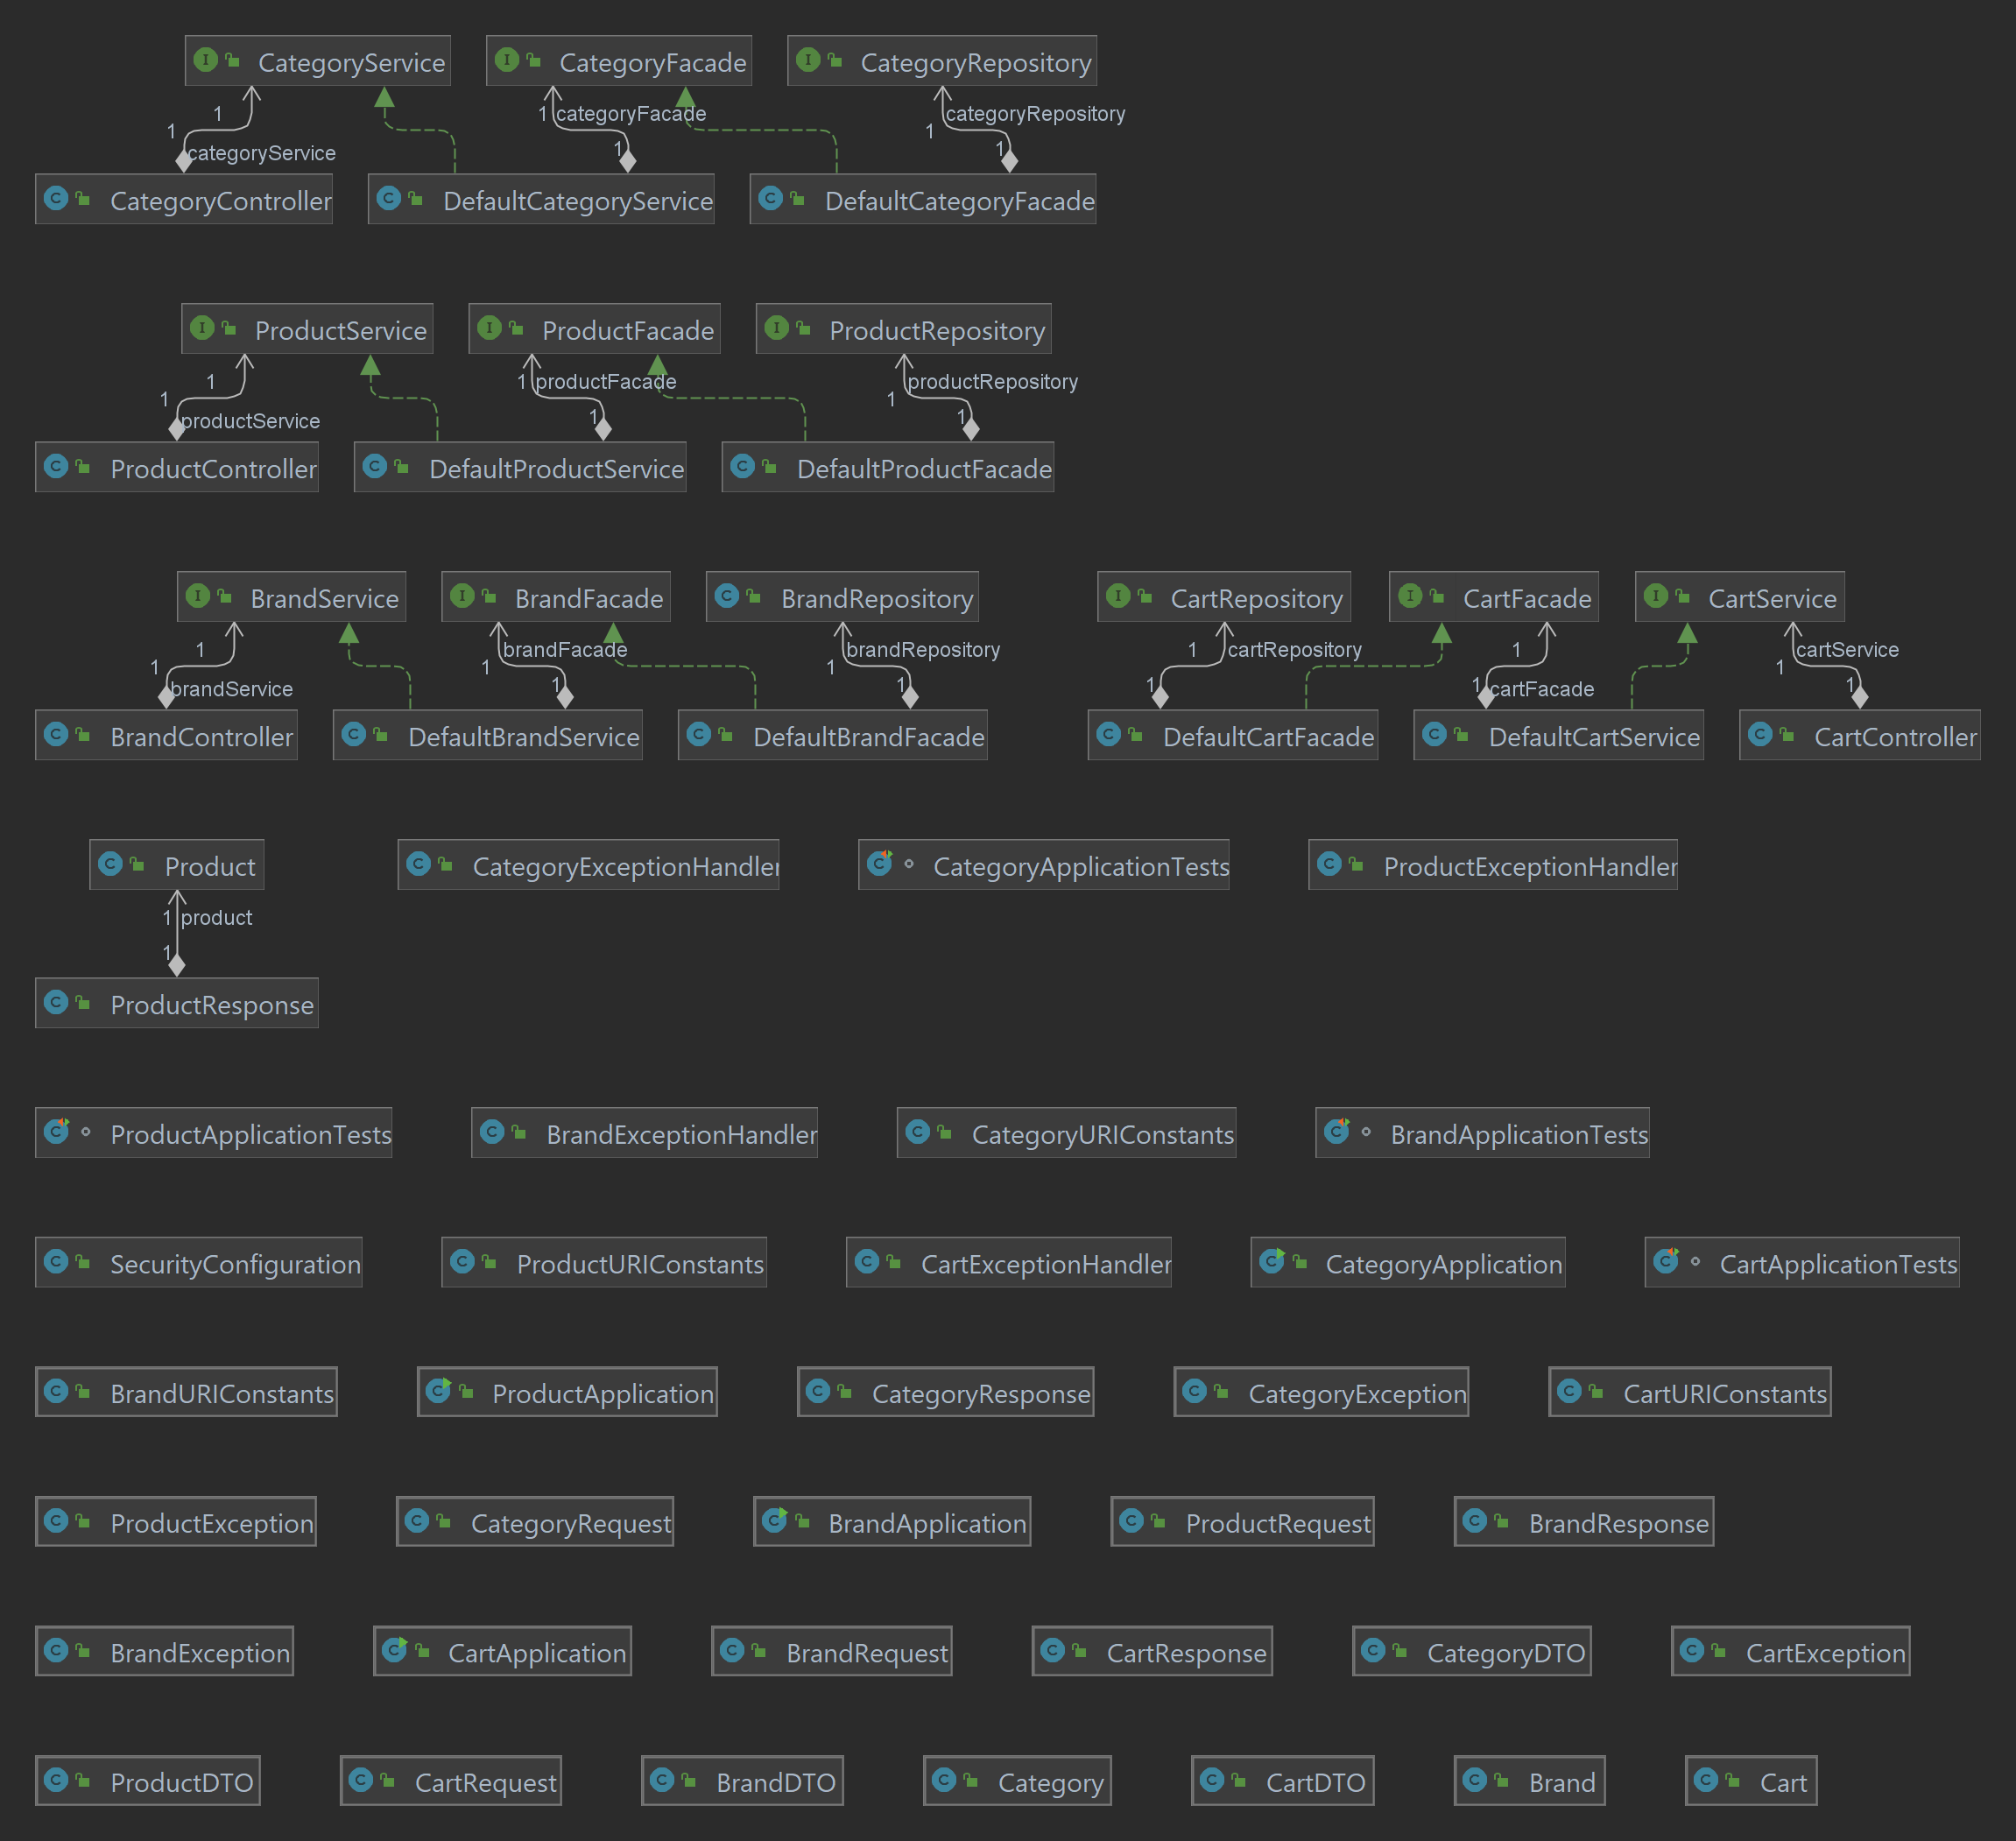 CategoryService
CategoryFacade
CategoryRepository
1
1
categoryService
1
categoryFacade
1
1
categoryRepository
1
CategoryController
DefaultCategoryService
DefaultCategoryFacade
ProductService
ProductFacade
ProductRepository
1
1
productService
1
productFacade
1
1
productRepository
1
ProductController
DefaultProductService
DefaultProductFacade
BrandService
BrandFacade
BrandRepository
CartRepository
CartFacade
CartService
1
1
brandService
1
brandFacade
1
1
brandRepository
1
1
cartRepository
1
1
1
cartFacade
1
cartService
1
BrandController
DefaultBrandService
DefaultBrandFacade
DefaultCartFacade
DefaultCartService
CartController
Product
CategoryExceptionHandler
CategoryApplicationTests
ProductExceptionHandler
1
product
1
ProductResponse
ProductApplicationTests
BrandExceptionHandler
CategoryURIConstants
BrandApplicationTests
SecurityConfiguration
ProductURIConstants
CartExceptionHandler
CategoryApplication
CartApplicationTests
BrandURIConstants
ProductApplication
CategoryResponse
CategoryException
CartURIConstants
ProductException
CategoryRequest
BrandApplication
ProductRequest
BrandResponse
BrandException
CartApplication
BrandRequest
CartResponse
CategoryDTO
CartException
ProductDTO
CartRequest
BrandDTO
Category
CartDTO
Brand
Cart